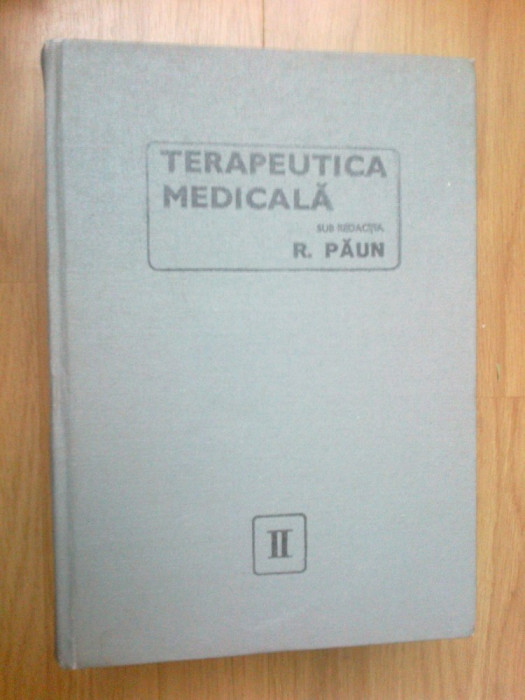 TERAPEUTICA
MEDICALĂ
SUB REDACȚIA
R. PĂUN
II